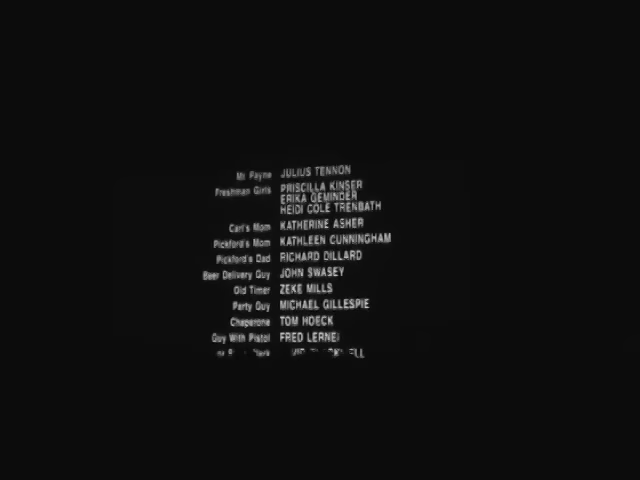 Mr Payne JULIUS TENNON
Freshman Girls PRISCILLA KINSER
ERIKA GEMINDER
HEIDI COLE TRENBATH
Carl's Mom KATHERINE ASHER
Pickford's Mom KATHLEEN CUNNINGHAM
Pickford's Dad RICHARD DILLARD
Beer Delivery Guy JOHN SWASEY
Old Timer ZEKE MILLS
Party Guy MICHAEL GILLESPIE
Chaperone TOM HOECK
Guy With Pistol FRED LERNER